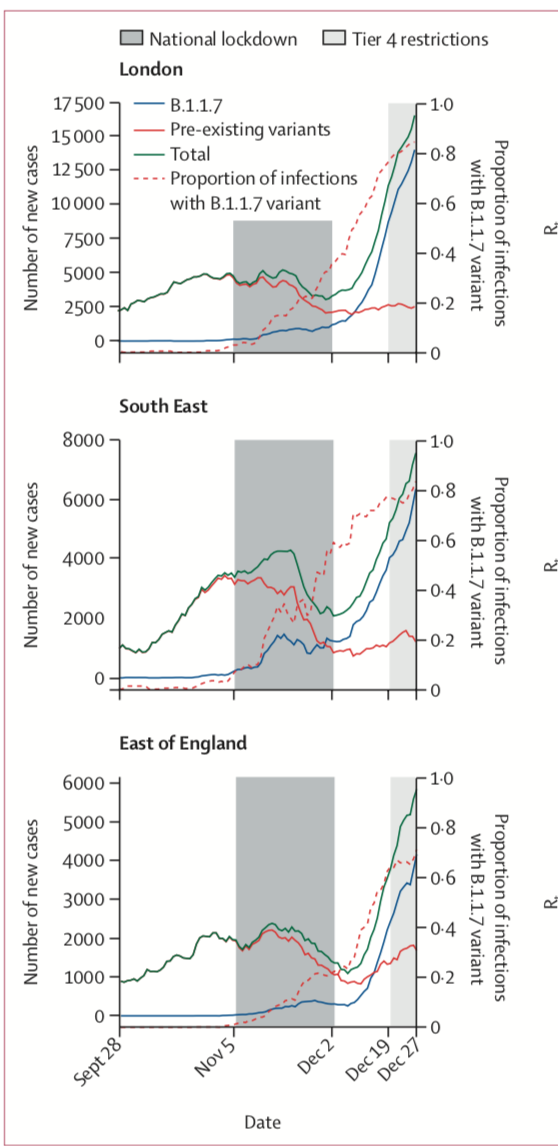 National lockdown
Tier 4 restrictions
London
B.1.1.7
Pre-existing variants
Total
Proportion of infections
with B.1.1.7 variant
Number of new cases
17 500
15 000
12 500
10 000
7500
5000
2500
0
1·0
0·8
0·6
0·4
0·2
0
Proportion of infections
with B.1.1.7 variant
R,
South East
Number of new cases
8000
6000
4000
2000
0
1·0
0·8
0·6
0·4
0·2
0
Proportion of infections
with B.1.1.7 variant
R,
East of England
Number of new cases
6000
5000
4000
3000
2000
1000
0
1·0
0·8
0·6
0·4
0·2
0
Proportion of infections
with B.1.1.7 variant
R,
Sept 28
Nov 5
Dec 2
Dec 19
Dec 27
Date